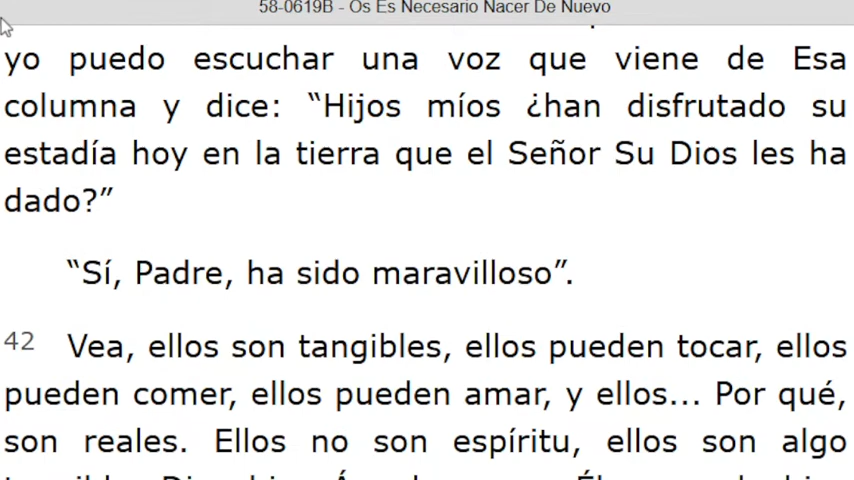 58-0619B - Os Es Necesario Nacer De Nuevo
yo puedo escuchar una voz que viene de Esa
columna y dice: “Hijos míos ¿han disfrutado su
estadía hoy en la tierra que el Señor Su Dios les ha
dado?”
“Sí, Padre, ha sido maravilloso”.
42 Vea, ellos son tangibles, ellos pueden tocar, ellos
pueden comer, ellos pueden amar, y ellos... Por qué,
son reales. Ellos no son espíritu, ellos son algo